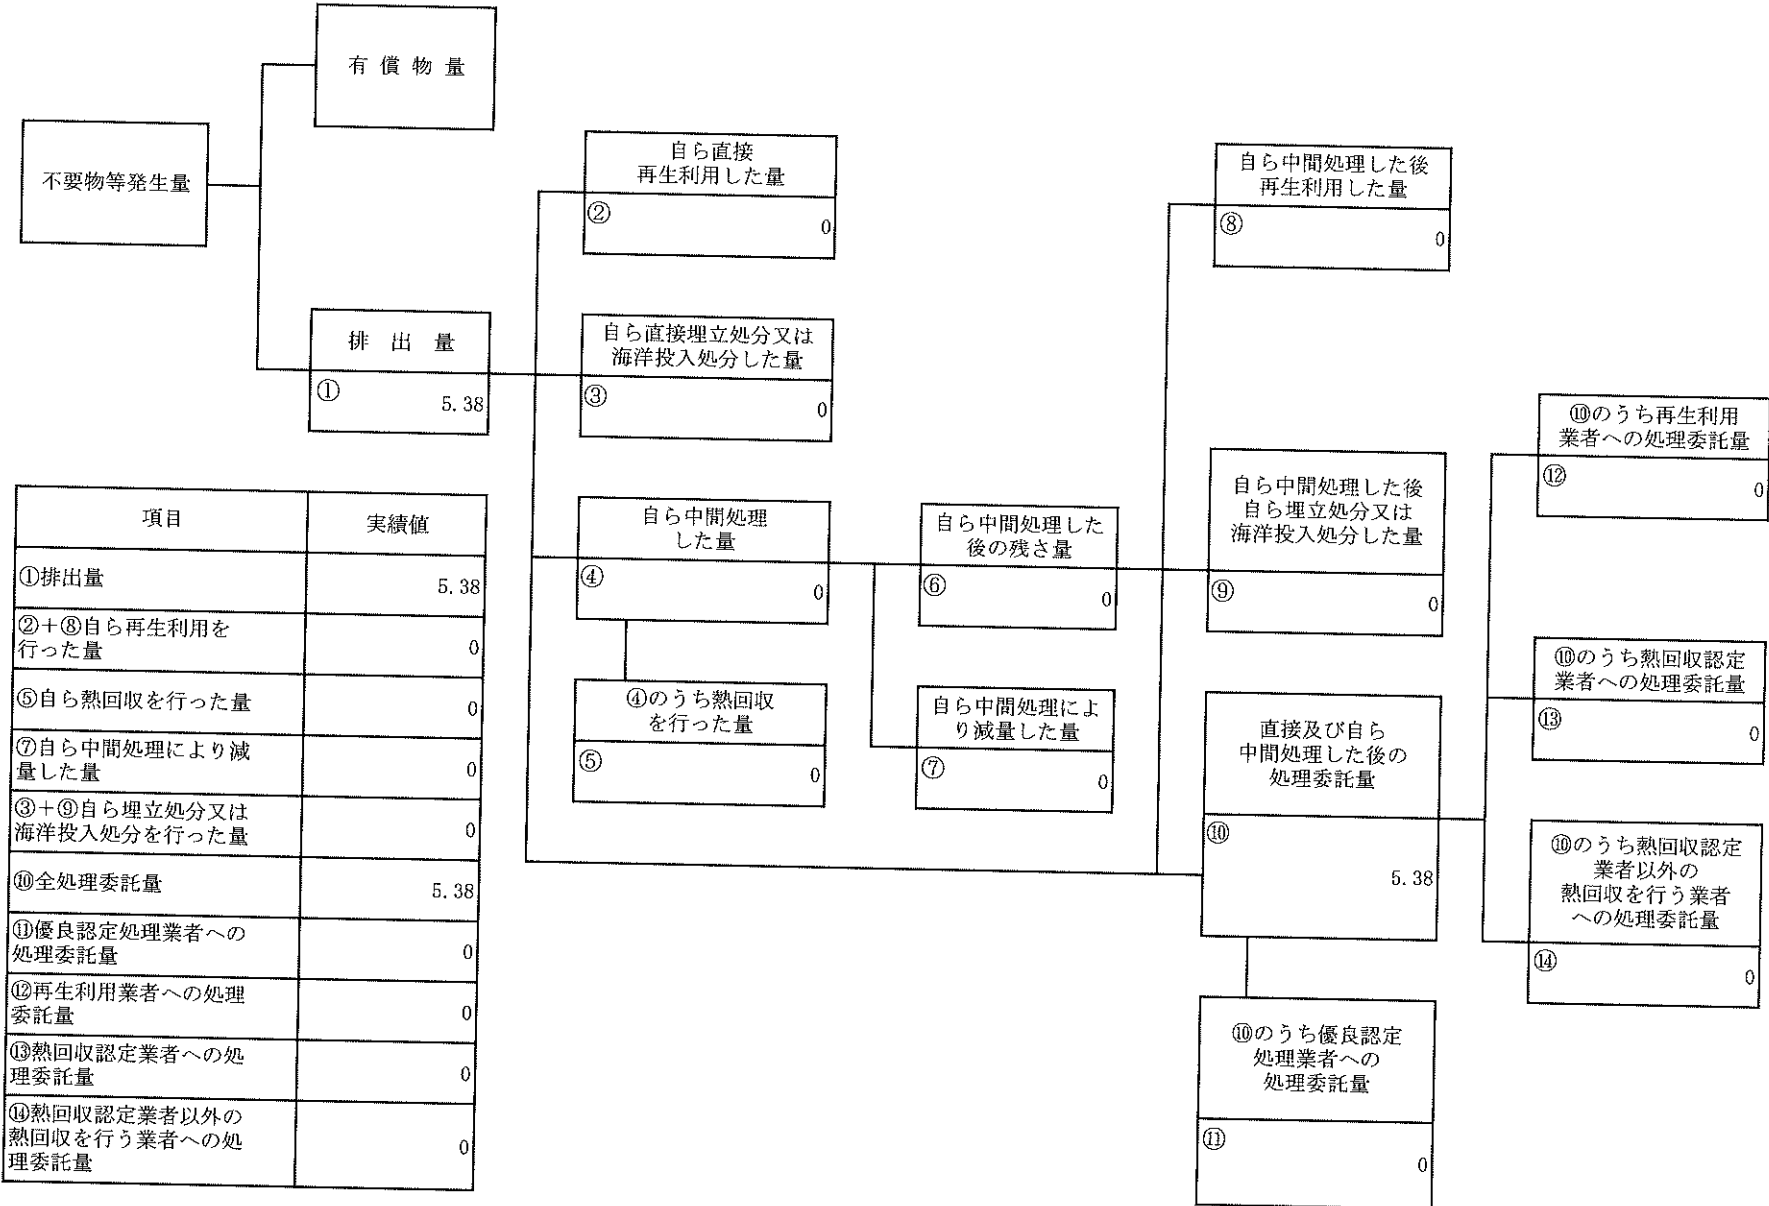 有償物量
不要物等発生量
自ら直接
再生利用した量
②
0
自ら中間処理した後
再生利用した量
⑧
0
排出量
①
5.38
自ら直接埋立処分又は
海洋投入処分した量
③
0
⑩のうち再生利用
業者への処理委託量
⑫
0
自ら中間処理
した量
④
0
自ら中間処理した
後の残さ量
⑥
0
自ら中間処理した後
自ら埋立処分又は
海洋投入処分した量
⑨
0
⑩のうち熱回収認定
業者への処理委託量
⑬
0
④のうち熱回収
を行った量
⑤
0
自ら中間処理によ
り減量した量
⑦
0
直接及び自ら
中間処理した後の
処理委託量
⑩
5.38
⑩のうち熱回収認定
業者以外の
熱回収を行う業者
への処理委託量
⑭
0
⑩のうち優良認定
処理業者への
処理委託量
⑪
0
項目 実績値
①排出量 5.38
②+⑧自ら再生利用を
行った量 0
⑤自ら熱回収を行った量 0
⑦自ら中間処理により減
量した量 0
③+⑨自ら埋立処分又は
海洋投入処分を行った量 0
⑩全処理委託量 5.38
⑪優良認定処理業者への
処理委託量 0
⑫再生利用業者への処理
委託量 0
⑬熱回収認定業者への処
理委託量 0
⑭熱回収認定業者以外の
熱回収を行う業者への処
理委託量 0